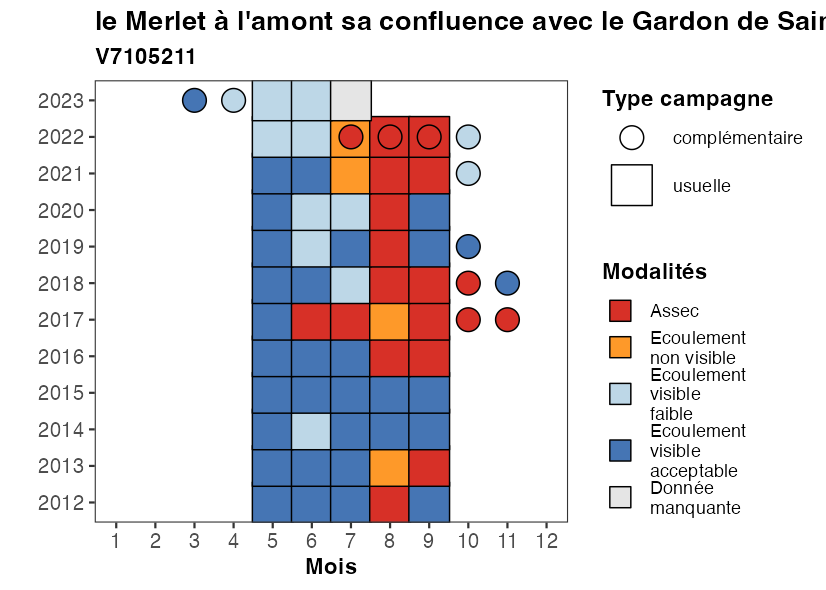 le Merlet à l'amont sa confluence avec le Gardon de
V7105211
2023
2022
2021
2020
2019
2018
2017
2016
2015
2014
2013
2012
1 2 3 4 5 6 7 8 9 10 11 12
Mois
Type campagne
complémentaire
usuelle
Modalités
Assec
Ecoulement
non visible
Ecoulement
visible
faible
Ecoulement
visible
acceptable
Donnée
manquante